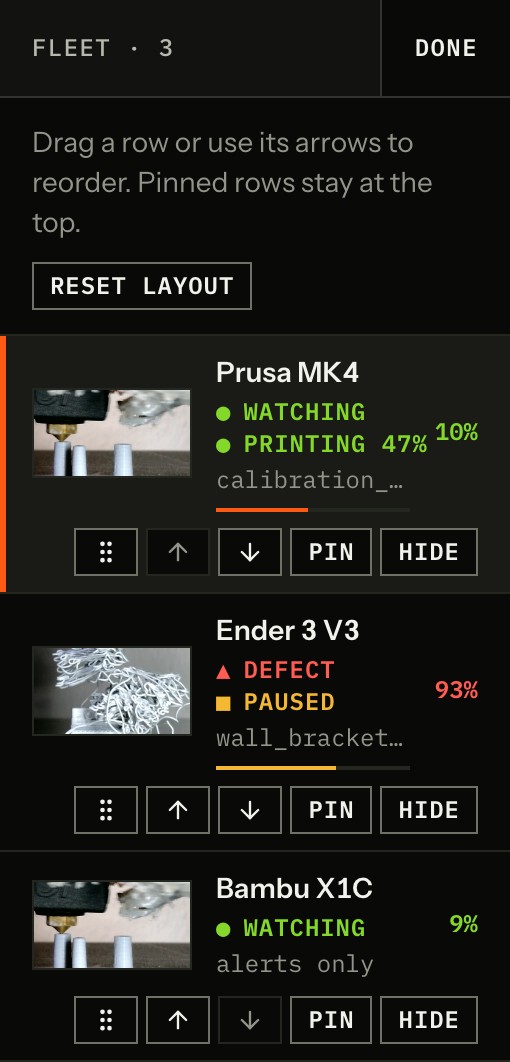 FLEET · 3
DONE
Drag a row or use its arrows to
reorder. Pinned rows stay at the
top.
RESET LAYOUT
Prusa MK4
● WATCHING
● PRINTING 47%
10%
calibration_…
⠿ ↑ ↓ PIN HIDE
Ender 3 V3
▲ DEFECT
■ PAUSED
93%
wall_bracket…
⠿ ↑ ↓ PIN HIDE
Bambu X1C
● WATCHING
9%
alerts only
⠿ ↑ ↓ PIN HIDE